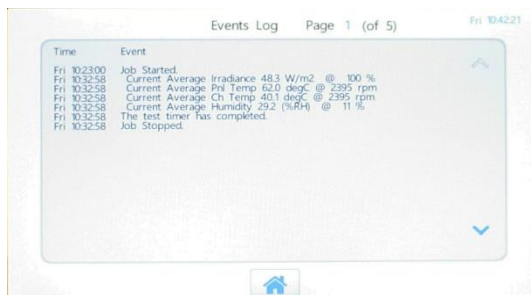 Events Log Page 1 (of 5) Fri 10:42:21
Time Event
Fri 10:23:00 Job Started.
Fri 10:32:58 Current Average Irradiance 48.3 W/m2 @ 100 %
Fri 10:32:58 Current Average Pnl Temp 62.0 degC @ 2395 rpm
Fri 10:32:58 Current Average Ch Temp 40.1 degC @ 2395 rpm
Fri 10:32:58 Current Average Humidity 29.2 (%RH) @ 11 %
Fri 10:32:58 The test timer has completed.
Fri 10:32:58 Job Stopped.